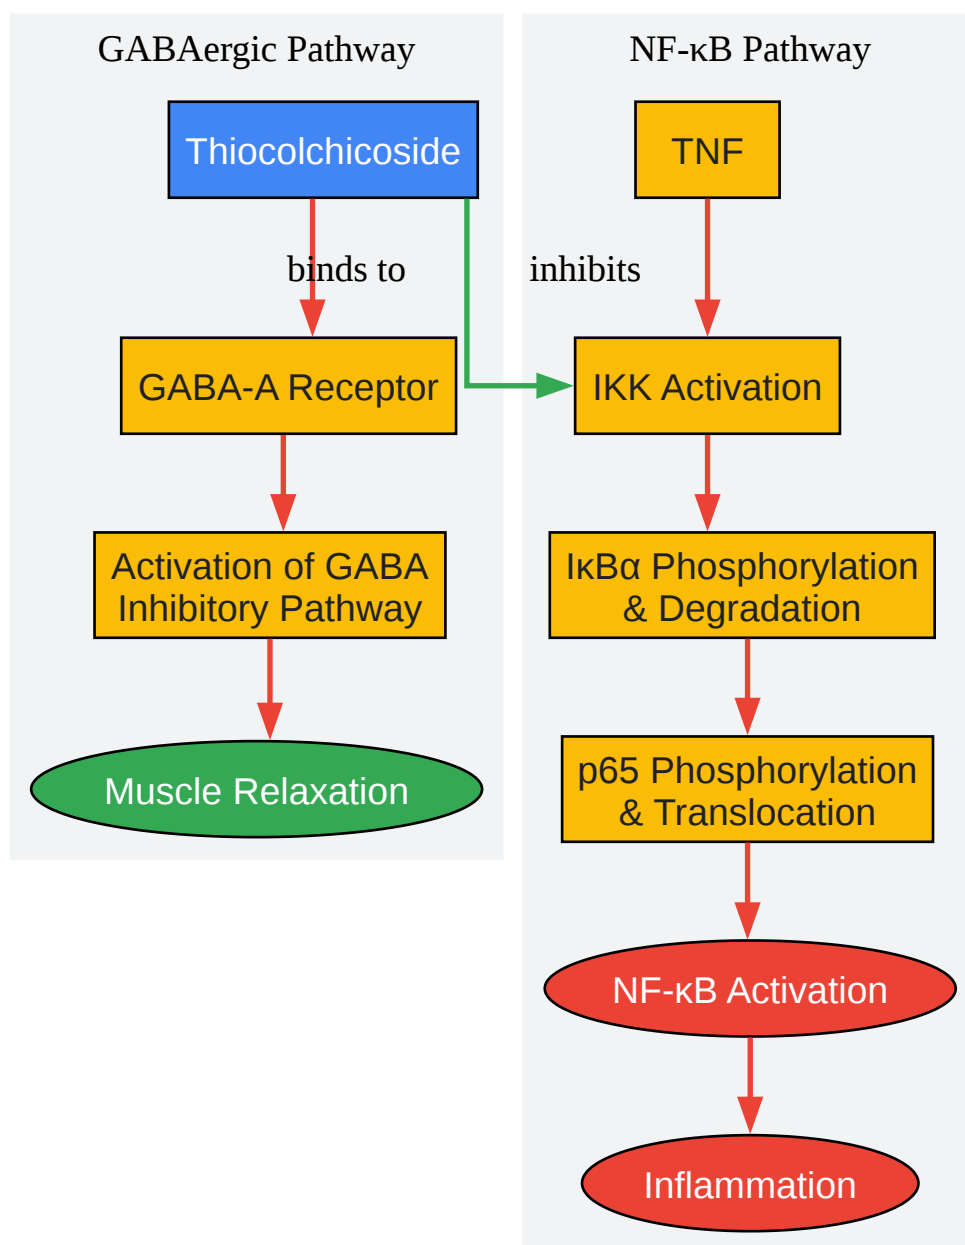 GABAergic Pathway
Thiocolchicoside
binds to
GABA-A Receptor
Activation of GABA
Inhibitory Pathway
Muscle Relaxation
NF-κB Pathway
TNF
inhibits
IKK Activation
IκBα Phosphorylation
& Degradation
p65 Phosphorylation
& Translocation
NF-κB Activation
Inflammation